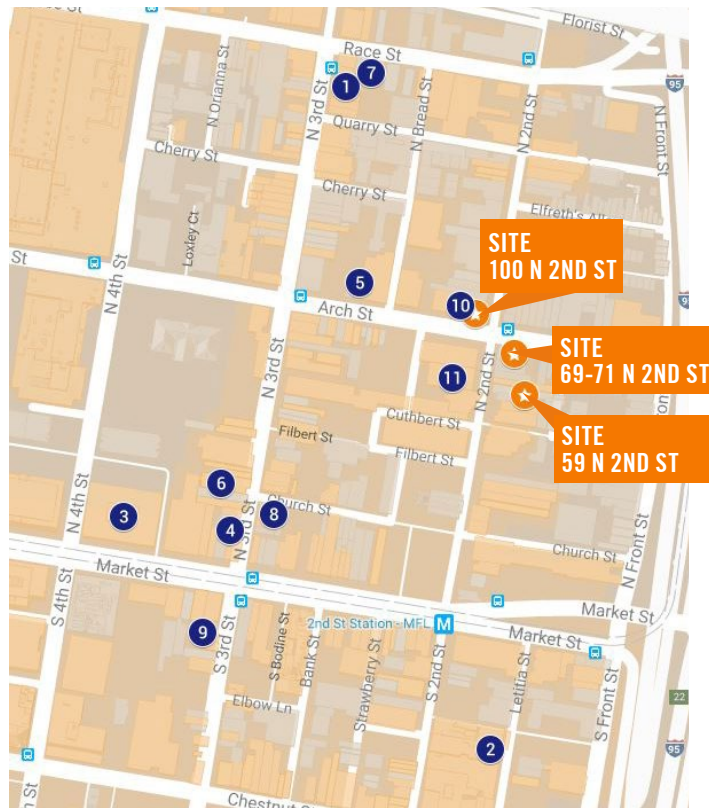 Florist St
Race St
95
7
1
N Orianna St
N 3rd St
N Bread St
N 2nd St
N Front St
Quarry St
Cherry St
Cherry St
Elfreth's
Loxley Ct
SITE
100 N 2ND ST
St
N 4th St
5
10
Arch St
SITE
69-71 N 2ND ST
N 3rd St
11
N 2nd St
Cuthbert St
Filbert St
Filbert St
SITE
59 N 2ND ST
N 4th St
6
3
4
8
Church St
N 3rd St
Church St
N Front St
Market St
Market St
2nd St Station - MFL
M
Market St
S 4th St
9
S 3rd St
S Bodine St
Bank St
Strawberry St
S 2nd St
Letitia St
S Front St
Elbow Ln
22
2
95
Chestnut St